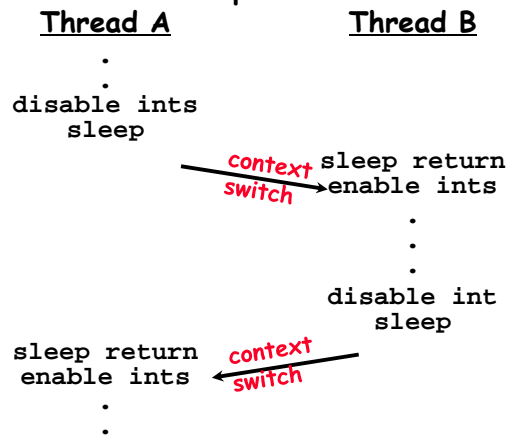 Thread A
Thread B
.
.
disable ints
sleep
context
switch
sleep return
enable ints
.
.
.
disable int
sleep
context
switch
sleep return
enable ints
.
.